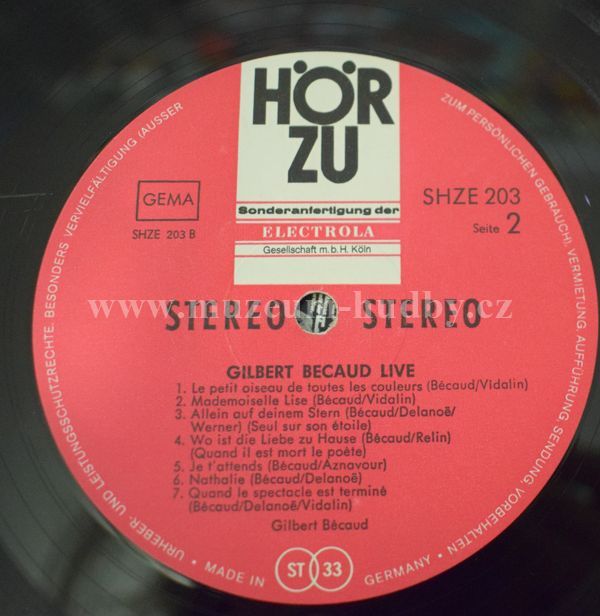 HÖR
ZU
GEMA
SHZE 203 B
Sonderanfertigung der
ELECTROLA
Gesellschaft m.b.H. Köln
SHZE 203
Seite 2
www.muzeum-hudby.cz
STEREO STEREO
GILBERT BECAUD LIVE
1. Le petit oiseau de toutes les couleurs (Bécaud/Vidalin)
2. Mademoiselle Lise (Bécaud/Vidalin)
3. Allein auf deinem Stern (Bécaud/Delanoë/
Werner) (Seul sur son étoile)
4. Wo ist die Liebe zu Hause (Bécaud/Relin)
(Quand il est mort le poète)
5. Je t'attends (Bécaud/Aznavour)
6. Nathalie (Bécaud/Delanoë)
7. Quand le spectacle est terminé
(Bécaud/Delanoë/Vidalin)
Gilbert Bécaud
URHEBER- UND LEISTUNGSSCHUTZRECHTE. BESONDERS VERVIELFÄLTIGUNG (AUSSER
ZUM PERSÖNLICHEN GEBRAUCH), VERMIETUNG, AUFFÜHRUNG, SENDUNG VORBEHALTEN
• MADE IN ST 33 GERMANY •